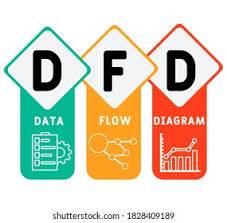 D F D
DATA FLOW DIAGRAM
shutterstock.com · 1828409189